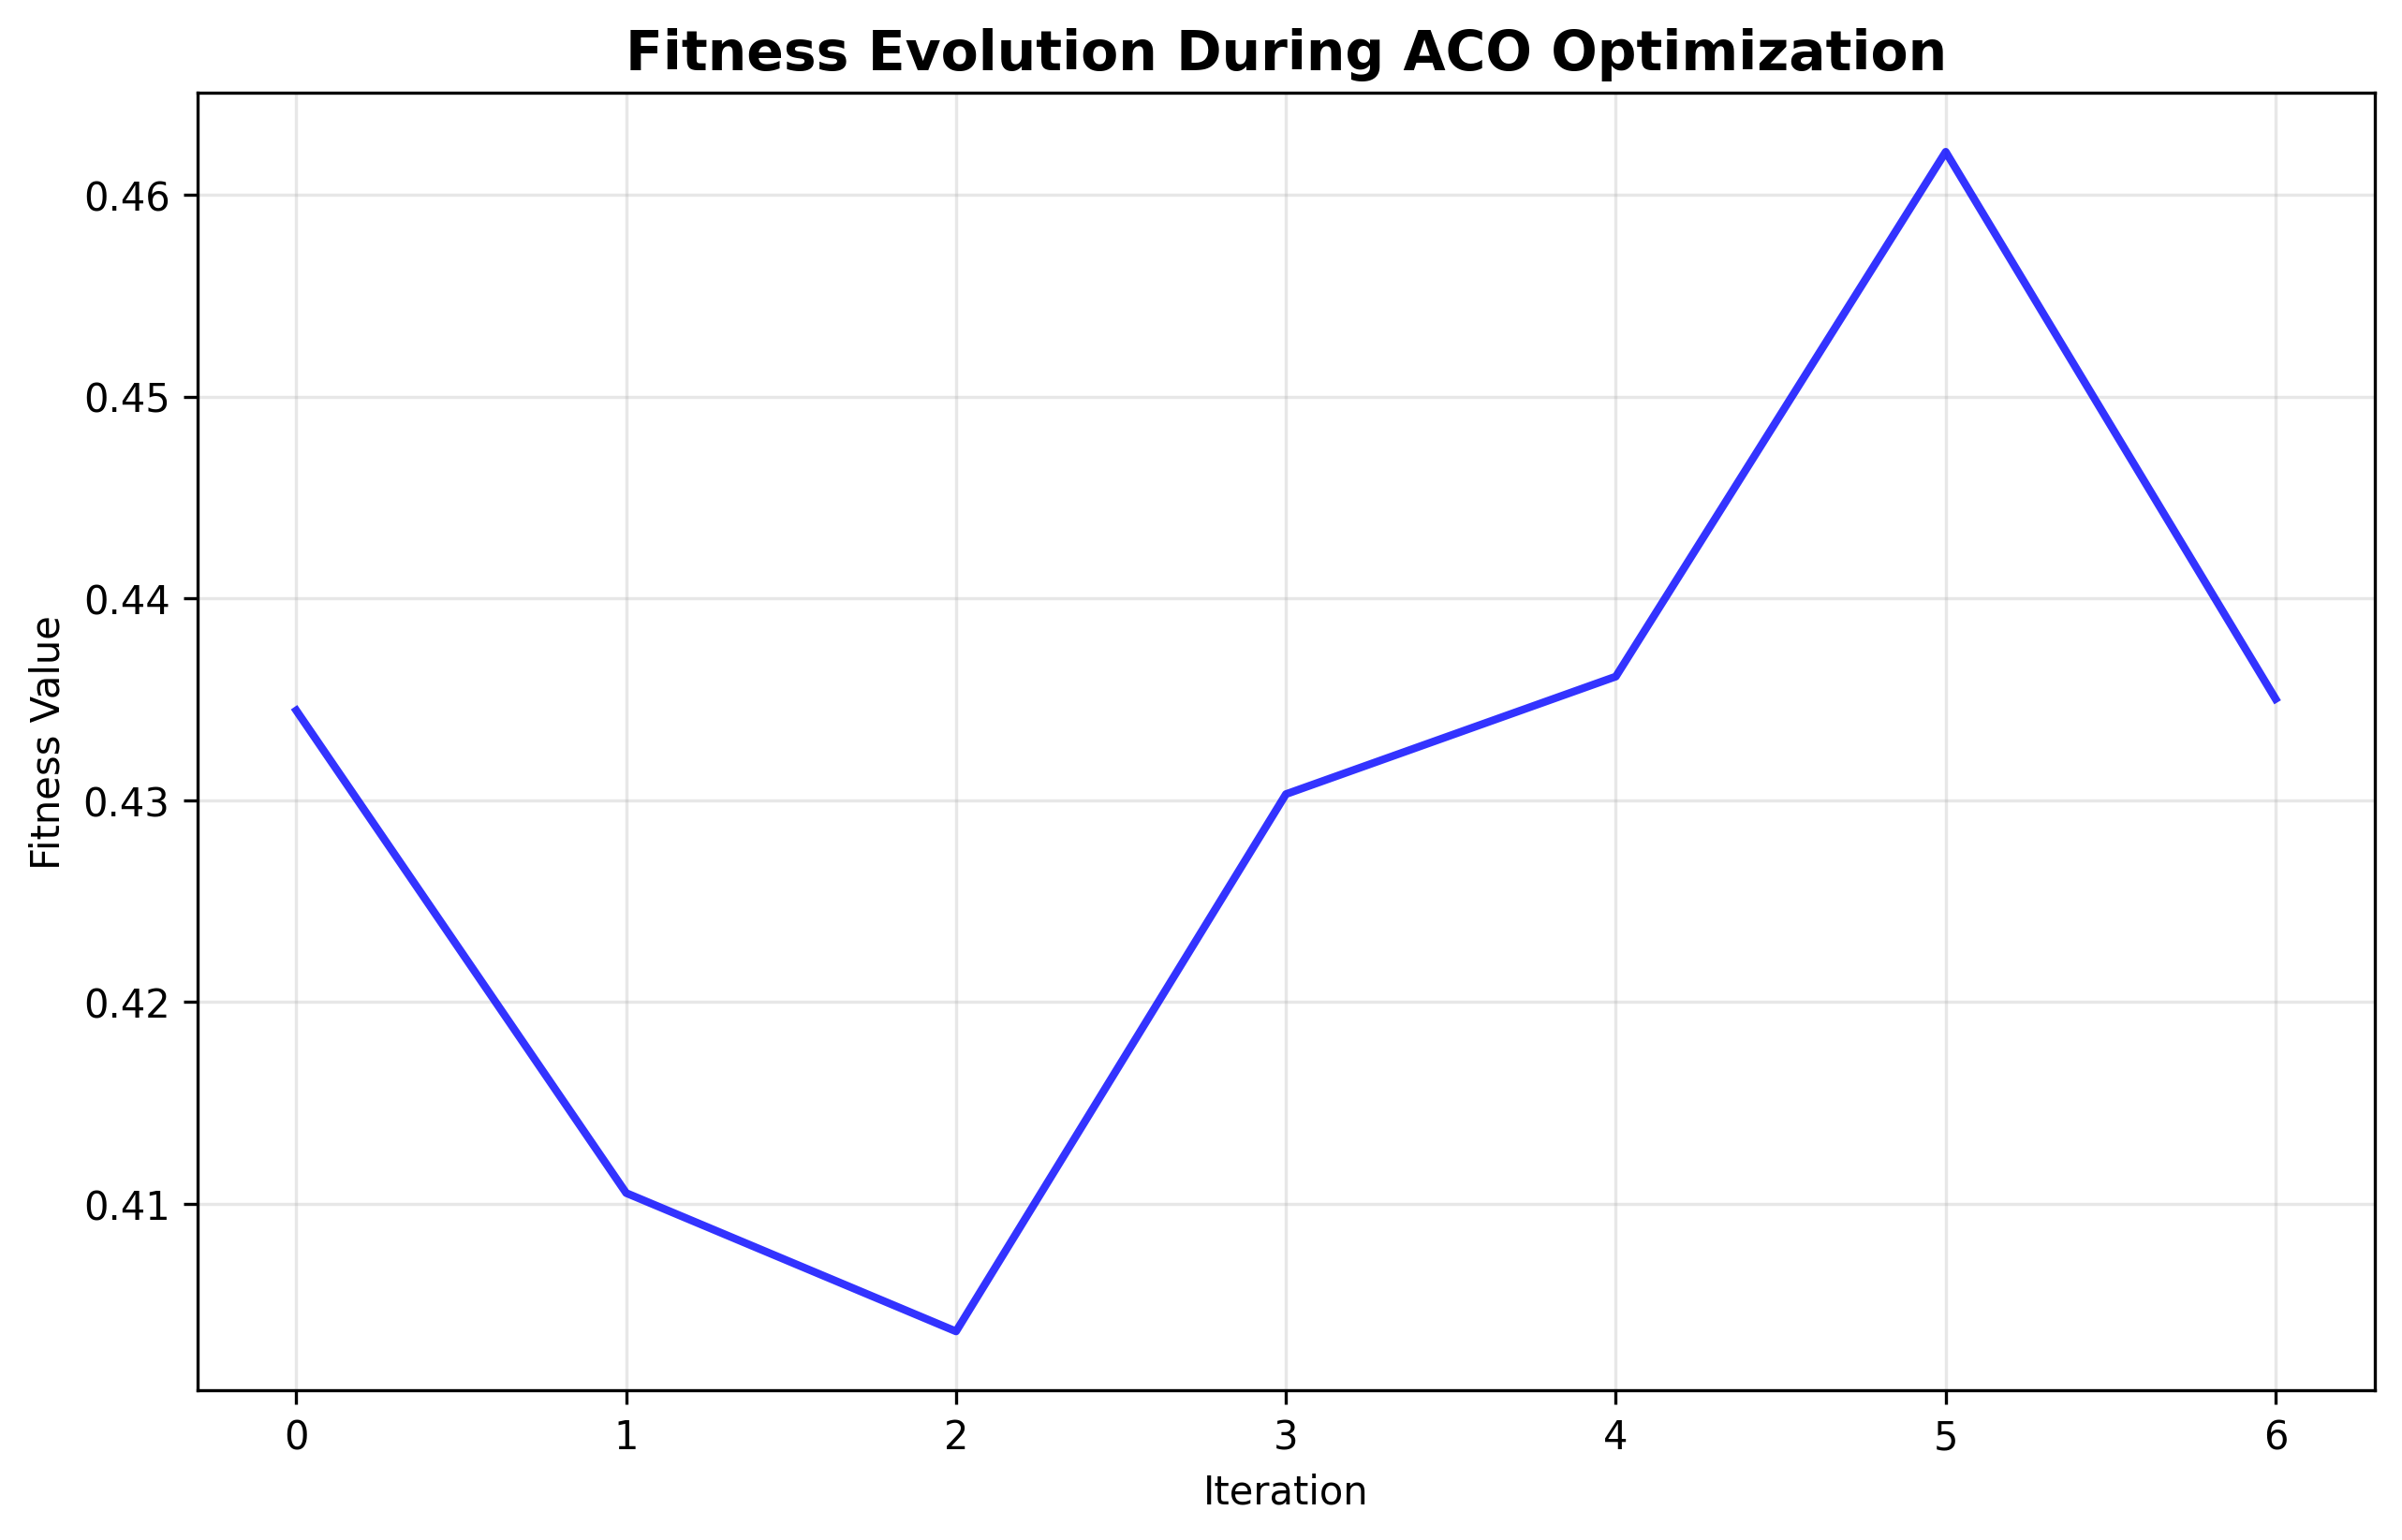 Fitness Evolution During ACO Optimization
0.46
0.45
0.44
0.43
0.42
0.41
Fitness Value
0 1 2 3 4 5 6
Iteration